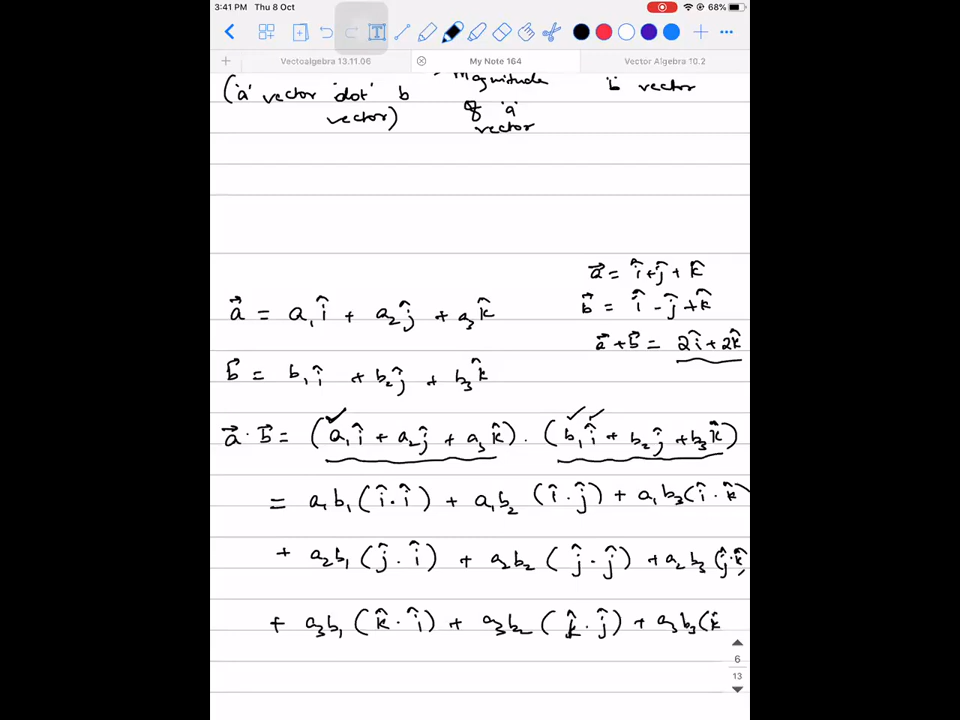 3:41 PM Thu 8 Oct 68%
Vectoalgebra 13.11.06 My Note 164 Vector Algebra 10.2
('a' vector 'dot' b vector)
Magnitude of 'a' vector
b vector
a⃗ = î + ĵ + k̂
b⃗ = î - ĵ + k̂
a⃗ + b⃗ = 2î + 2k̂
a⃗ = a₁î + a₂ĵ + a₃k̂
b⃗ = b₁î + b₂ĵ + b₃k̂
a⃗ · b⃗ = (a₁î + a₂ĵ + a₃k̂) · (b₁î + b₂ĵ + b₃k̂)
= a₁b₁(î · î) + a₁b₂ (î · ĵ) + a₁b₃(î · k̂)
+ a₂b₁(ĵ · î) + a₂b₂ (ĵ · ĵ) + a₂b₃ (ĵ · k̂)
+ a₃b₁(k̂ · î) + a₃b₂ (k̂ · ĵ) + a₃b₃(k̂
6
13